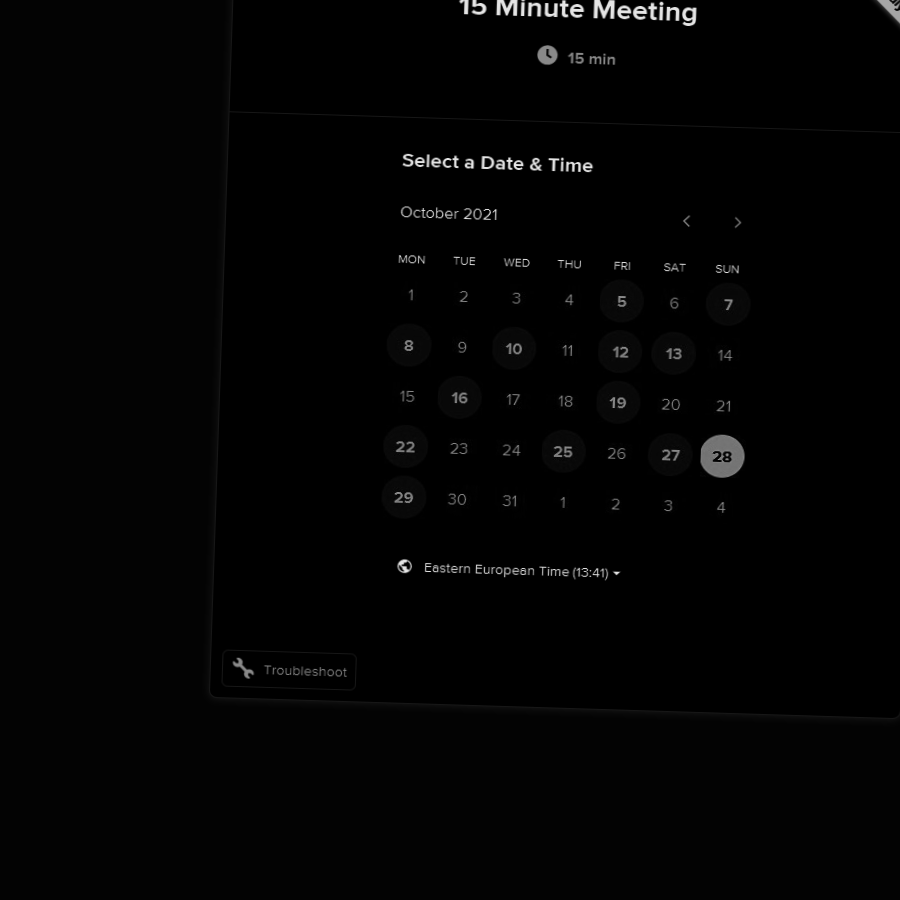 15 Minute Meeting
15 min
Select a Date & Time
October 2021
MON TUE WED THU FRI SAT SUN
1 2 3 4 5 6 7
8 9 10 11 12 13 14
15 16 17 18 19 20 21
22 23 24 25 26 27 28
29 30 31 1 2 3 4
Eastern European Time (13:41)
Troubleshoot